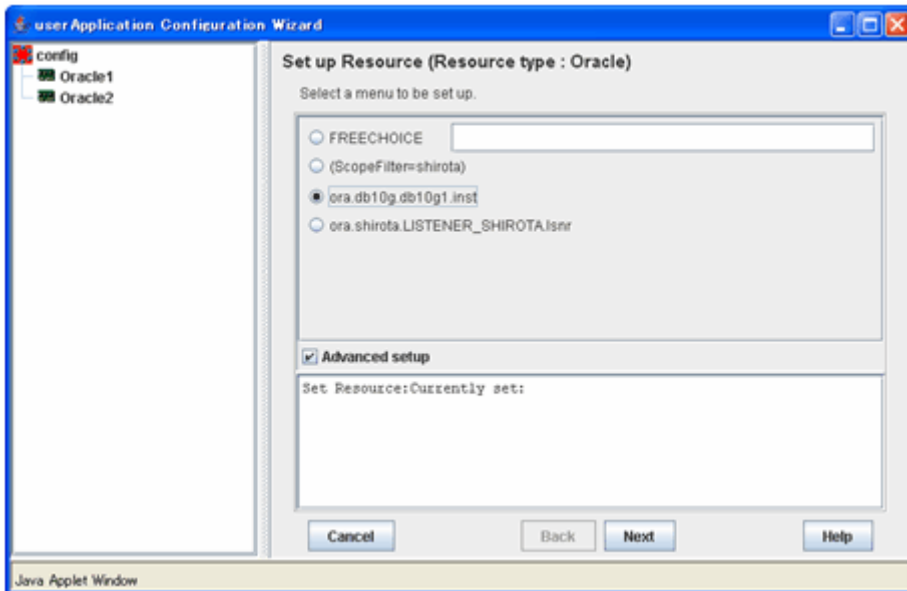 userApplication Configuration Wizard
config
Oracle1
Oracle2
Set up Resource (Resource type : Oracle)
Select a menu to be set up.
FREECHOICE
(ScopeFilter=shirota)
ora.db10g.db10g1.inst
ora.shirota.LISTENER_SHIROTA.lsnr
Advanced setup
Set Resource:Currently set:
Cancel Back Next Help
Java Applet Window